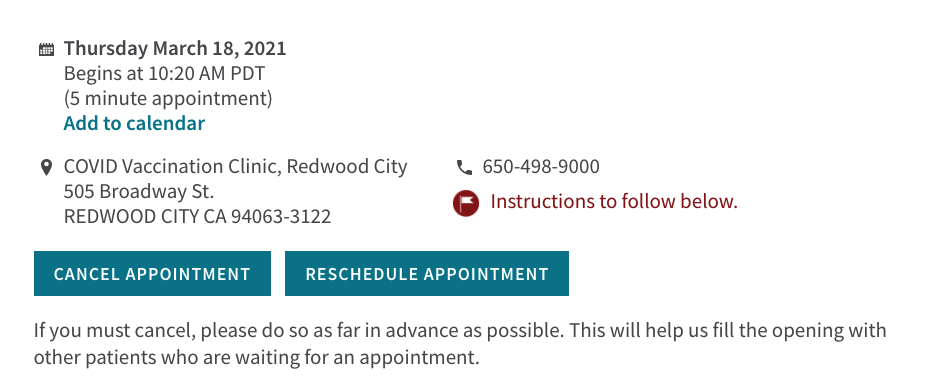 Thursday March 18, 2021
Begins at 10:20 AM PDT
(5 minute appointment)
Add to calendar
COVID Vaccination Clinic, Redwood City
505 Broadway St.
REDWOOD CITY CA 94063-3122
650-498-9000
Instructions to follow below.
CANCEL APPOINTMENT
RESCHEDULE APPOINTMENT
If you must cancel, please do so as far in advance as possible. This will help us fill the opening with
other patients who are waiting for an appointment.